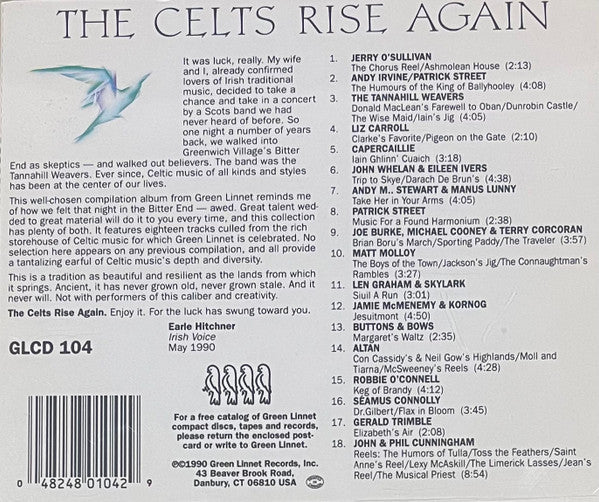 THE CELTS RISE AGAIN
It was luck, really. My wife
and I, already confirmed
lovers of Irish traditional
music, decided to take a
chance and take in a concert
by a Scots band we had
never heard of before. So
one night a number of years
back, we walked into
Greenwich Village's Bitter
End as skeptics — and walked out believers. The band was the
Tannahill Weavers. Ever since, Celtic music of all kinds and styles
has been at the center of our lives.
This well-chosen compilation album from Green Linnet reminds me
of how we felt that night in the Bitter End — awed. Great talent wed-
ded to great material will do it to you every time, and this collection
has plenty of both. It features eighteen tracks culled from the rich
storehouse of Celtic music for which Green Linnet is celebrated. No
selection here appears on any previous compilation, and all provide
a tantalizing earful of Celtic music's depth and diversity.
This is a tradition as beautiful and resilient as the lands from which
it springs. Ancient, it has never grown old, never grown stale. And it
never will. Not with performers of this caliber and creativity.
The Celts Rise Again. Enjoy it. For the luck has swung toward you.
Earle Hitchner
Irish Voice
May 1990
GLCD 104
For a free catalog of Green Linnet
compact discs, tapes and records,
please return the enclosed post-
card or write to Green Linnet.
℗©1990 Green Linnet Records, Inc.
43 Beaver Brook Road,
Danbury, CT 06810 USA
0 48248 01042 9
1. JERRY O'SULLIVAN
The Chorus Reel/Ashmolean House (2:13)
2. ANDY IRVINE/PATRICK STREET
The Humours of the King of Ballyhooley (4:08)
3. THE TANNAHILL WEAVERS
Donald MacLean's Farewell to Oban/Dunrobin Castle/
The Wise Maid/Iain's Jig (4:05)
4. LIZ CARROLL
Clarke's Favorite/Pigeon on the Gate (2:10)
5. CAPERCAILLIE
Iain Ghlinn' Cuaich (3:18)
6. JOHN WHELAN & EILEEN IVERS
Trip to Skye/Darach De Brun's (4:38)
7. ANDY M.. STEWART & MANUS LUNNY
Take Her in Your Arms (4:05)
8. PATRICK STREET
Music For a Found Harmonium (2:38)
9. JOE BURKE, MICHAEL COONEY & TERRY CORCORAN
Brian Boru's March/Sporting Paddy/The Traveler (3:57)
10. MATT MOLLOY
The Boys of the Town/Jackson's Jig/The Connaughtman's
Rambles (3:27)
11. LEN GRAHAM & SKYLARK
Siuil A Run (3:01)
12. JAMIE McMENEMY & KORNOG
Jesuitmont (4:50)
13. BUTTONS & BOWS
Margaret's Waltz (2:35)
14. ALTAN
Con Cassidy's & Neil Gow's Highlands/Moll and
Tiarna/McSweeney's Reels (4:28)
15. ROBBIE O'CONNELL
Keg of Brandy (4:12)
16. SÉAMUS CONNOLLY
Dr.Gilbert/Flax in Bloom (3:45)
17. GERALD TRIMBLE
Elizabeth's Air (2:08)
18. JOHN & PHIL CUNNINGHAM
Reels: The Humors of Tulla/Toss the Feathers/Saint
Anne's Reel/Lexy McAskill/The Limerick Lasses/Jean's
Reel/The Musical Priest (8:54)